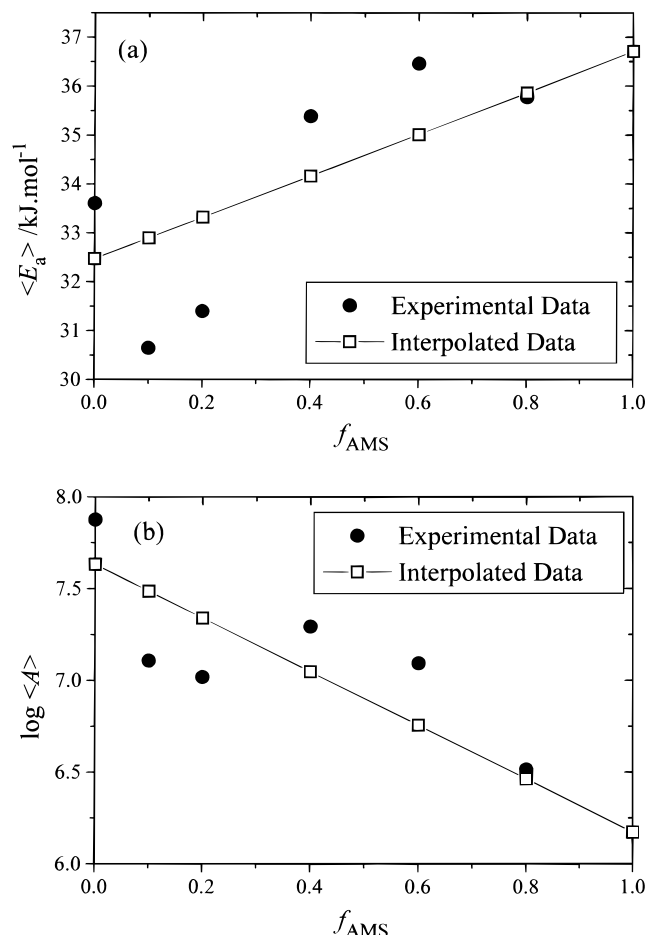 (a)
37
36
35
34
33
32
31
30
<Ea> /kJ.mol⁻¹
Experimental Data
Interpolated Data
0.0 0.2 0.4 0.6 0.8 1.0
fAMS
(b)
8.0
7.5
7.0
6.5
6.0
log <A>
Experimental Data
Interpolated Data
0.0 0.2 0.4 0.6 0.8 1.0
fAMS